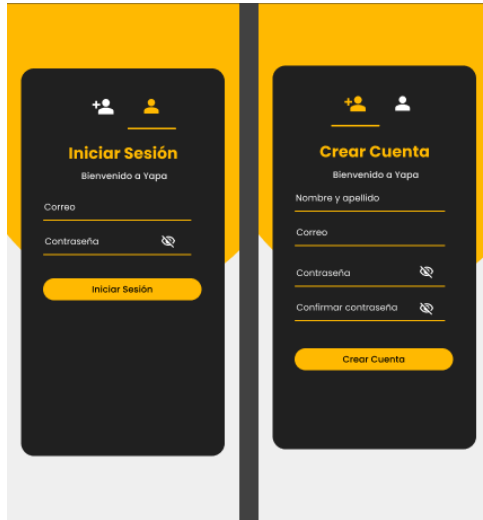 Iniciar Sesión
Bienvenido a Yapa
Correo
Contraseña
Iniciar Sesión
Crear Cuenta
Bienvenido a Yapa
Nombre y apellido
Correo
Contraseña
Confirmar contraseña
Crear Cuenta